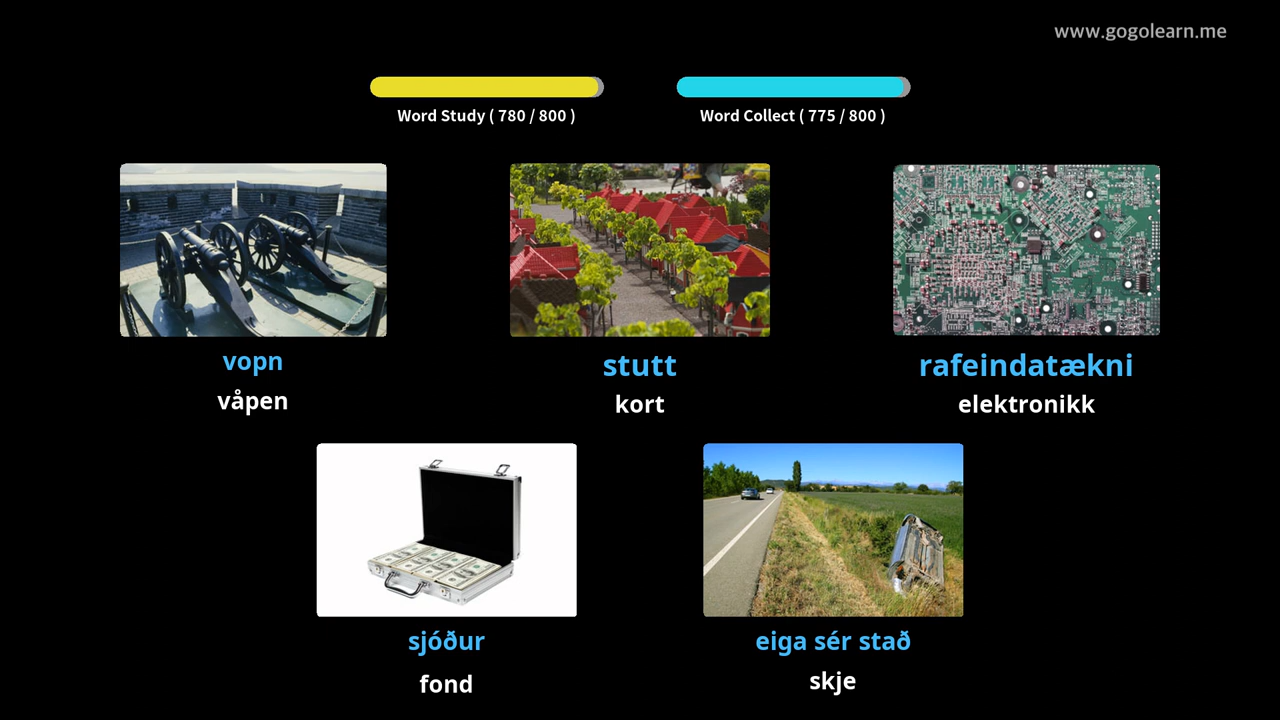 www.gogolearn.me
Word Study ( 780 / 800 )
Word Collect ( 775 / 800 )
vopn
våpen
stutt
kort
rafeindatækni
elektronikk
sjóður
fond
eiga sér stað
skje